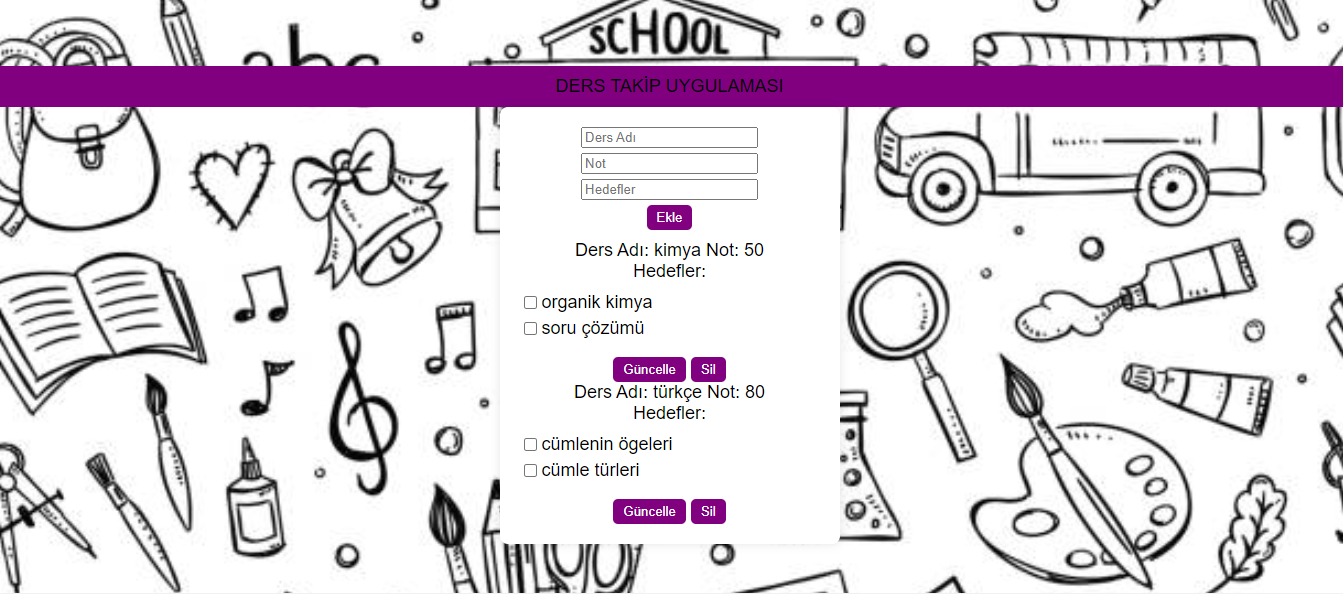 SCHOOL
abc
DERS TAKİP UYGULAMASI
Ders Adı
Not
Hedefler
Ekle
Ders Adı: kimya Not: 50
Hedefler:
organik kimya
soru çözümü
Güncelle Sil
Ders Adı: türkçe Not: 80
Hedefler:
cümlenin ögeleri
cümle türleri
Güncelle Sil